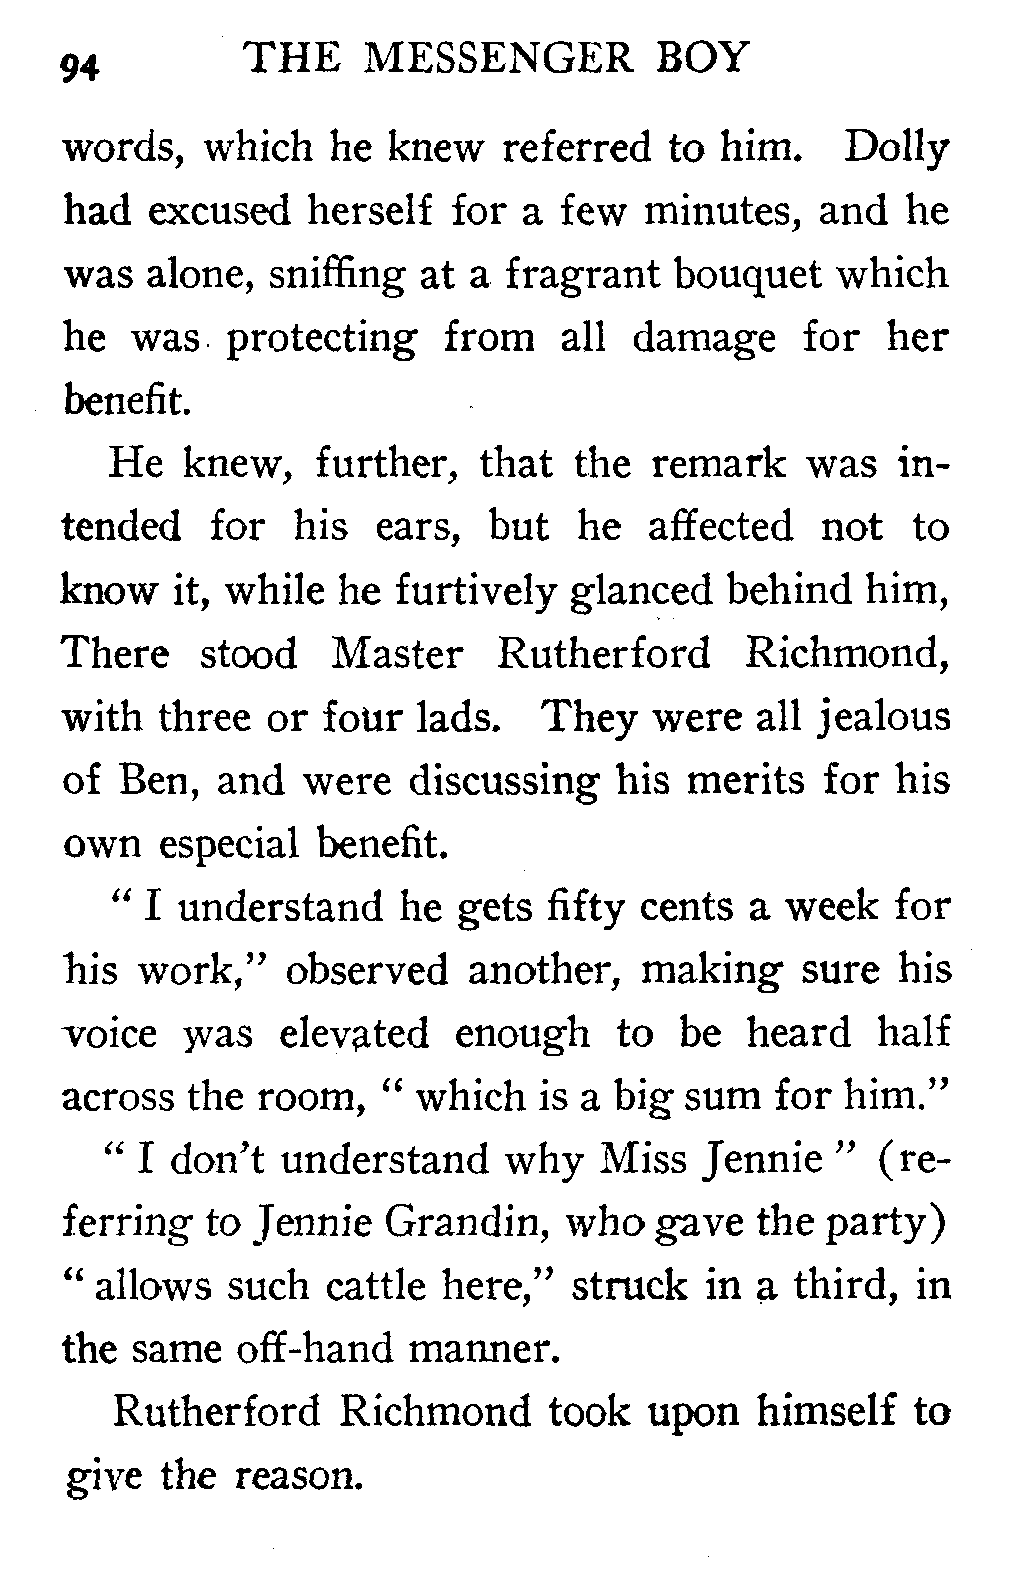 94 THE MESSENGER BOY
words, which he knew referred to him. Dolly
had excused herself for a few minutes, and he
was alone, sniffing at a fragrant bouquet which
he was protecting from all damage for her
benefit.
He knew, further, that the remark was in-
tended for his ears, but he affected not to
know it, while he furtively glanced behind him,
There stood Master Rutherford Richmond,
with three or four lads. They were all jealous
of Ben, and were discussing his merits for his
own especial benefit.
“ I understand he gets fifty cents a week for
his work,” observed another, making sure his
voice was elevated enough to be heard half
across the room, “ which is a big sum for him.”
“ I don’t understand why Miss Jennie ” (re-
ferring to Jennie Grandin, who gave the party)
“ allows such cattle here,” struck in a third, in
the same off-hand manner.
Rutherford Richmond took upon himself to
give the reason.